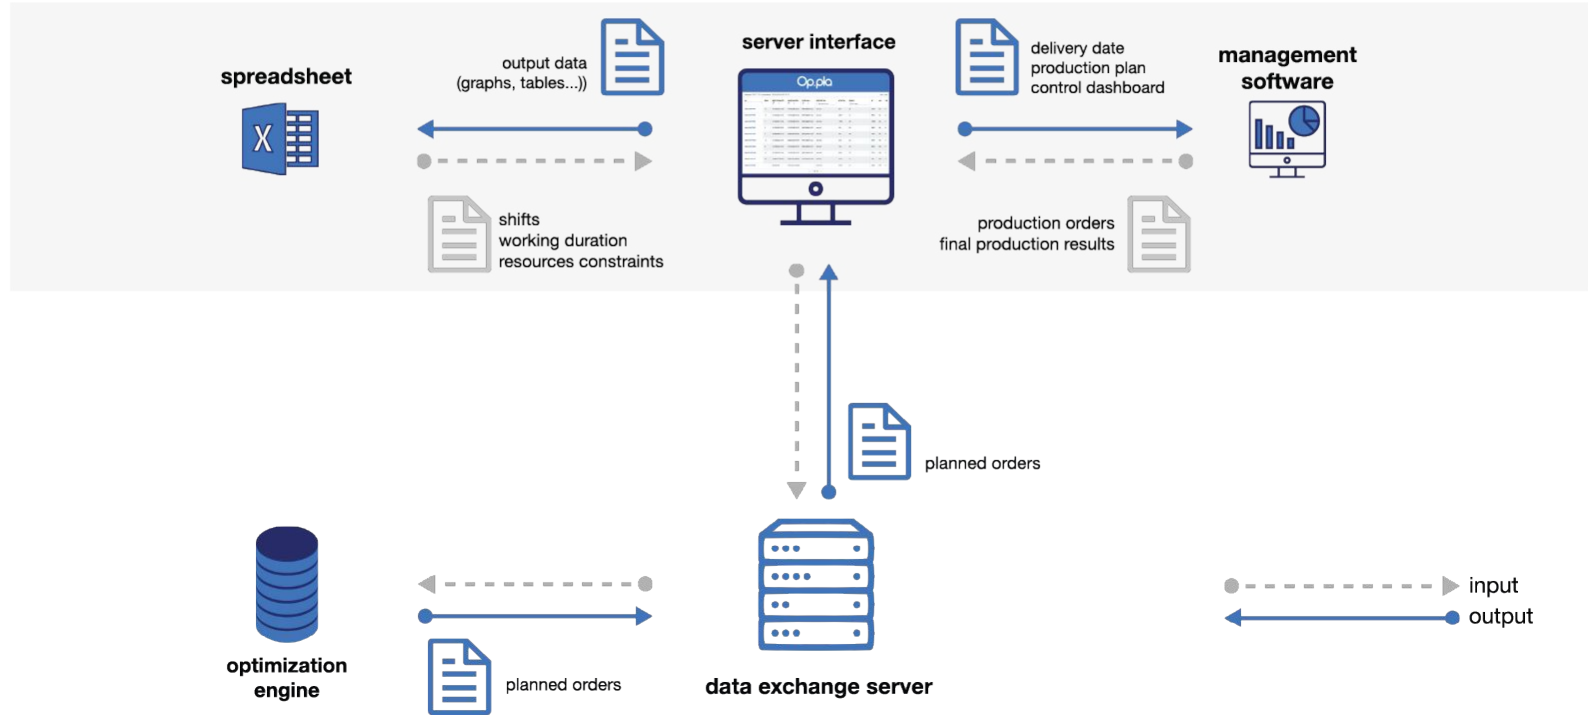 spreadsheet
output data
(graphs, tables...))
server interface
delivery date
production plan
control dashboard
management
software
Op.pla
X
shifts
working duration
resources constraints
production orders
final production results
planned orders
input
output
optimization
engine
planned orders
data exchange server